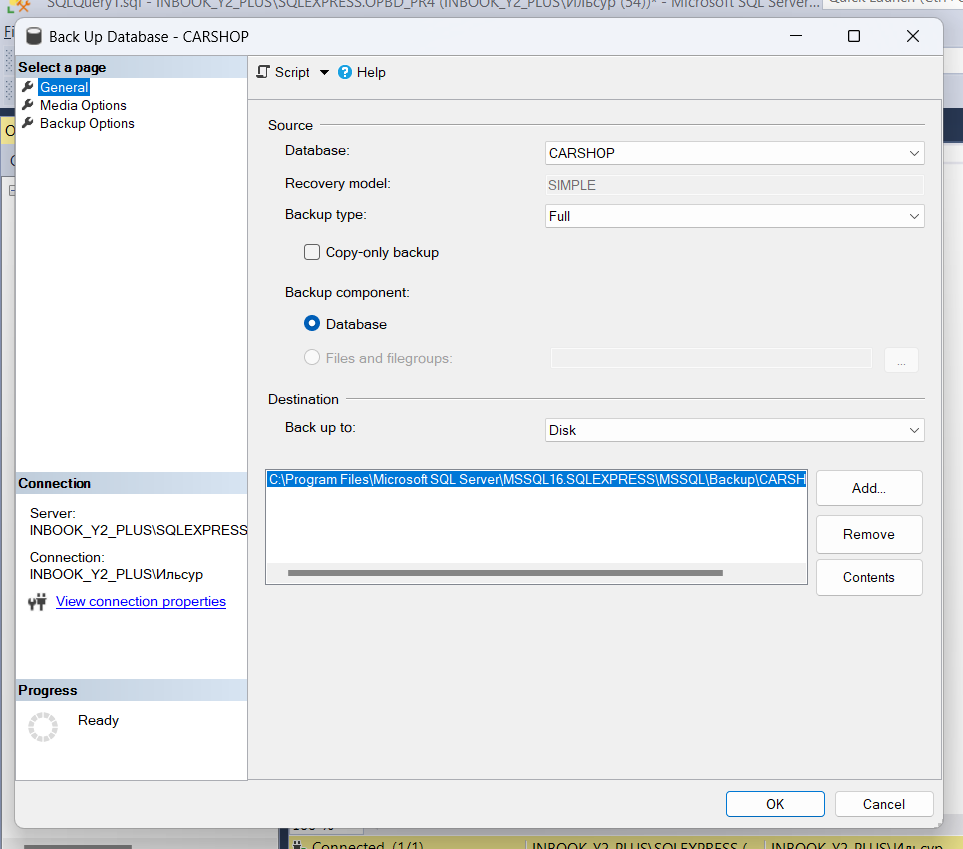 SQLQuery1.sql - INBOOK_Y2_PLUS\SQLEXPRESS.OPBD_PR4 (INBOOK_Y2_PLUS\Ильсур (54))* - Microsoft SQL Server...
Quick Launch (Ctrl+
Back Up Database - CARSHOP
Select a page
General
Media Options
Backup Options
Script
Help
Source
Database:
CARSHOP
Recovery model:
SIMPLE
Backup type:
Full
Copy-only backup
Backup component:
Database
Files and filegroups:
...
Destination
Back up to:
Disk
C:\Program Files\Microsoft SQL Server\MSSQL16.SQLEXPRESS\MSSQL\Backup\CARSH
Add...
Remove
Contents
Connection
Server:
INBOOK_Y2_PLUS\SQLEXPRESS
Connection:
INBOOK_Y2_PLUS\Ильсур
View connection properties
Progress
Ready
OK
Cancel
100 %
Connected. (1/1)
INBOOK_Y2_PLUS\SQLEXPRESS (...
INBOOK_Y2_PLUS\Ильсур